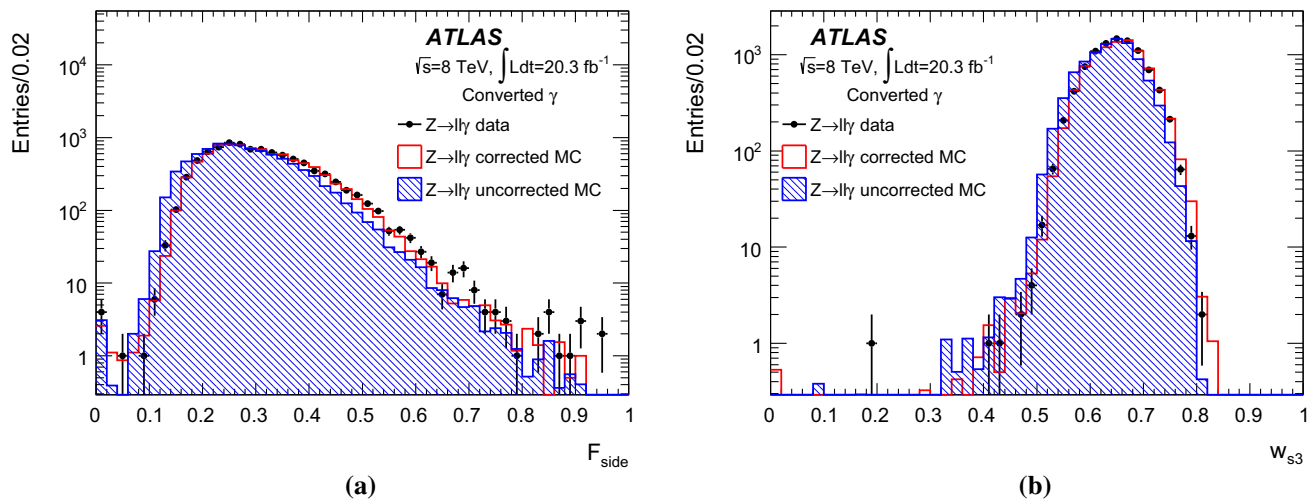 Entries/0.02
10⁴
10³
10²
10
1
ATLAS
√s=8 TeV, ∫Ldt=20.3 fb⁻¹
Converted γ
Z→llγ data
Z→llγ corrected MC
Z→llγ uncorrected MC
0 0.1 0.2 0.3 0.4 0.5 0.6 0.7 0.8 0.9 1
F_side
(a)
Entries/0.02
10³
10²
10
1
ATLAS
√s=8 TeV, ∫Ldt=20.3 fb⁻¹
Converted γ
Z→llγ data
Z→llγ corrected MC
Z→llγ uncorrected MC
0 0.1 0.2 0.3 0.4 0.5 0.6 0.7 0.8 0.9 1
w_s3
(b)